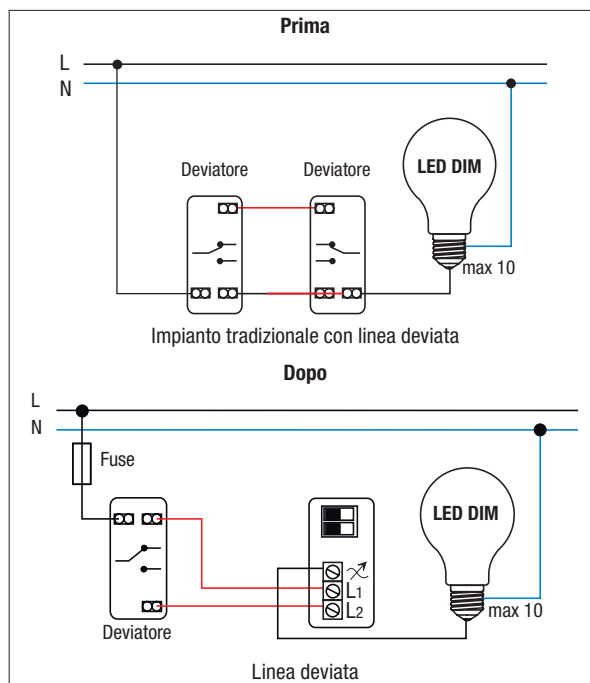 Prima
L
N
Deviatore Deviatore
LED DIM
max 10
Impianto tradizionale con linea deviata
Dopo
L
N
Fuse
LED DIM
L1
L2
max 10
Deviatore
Linea deviata